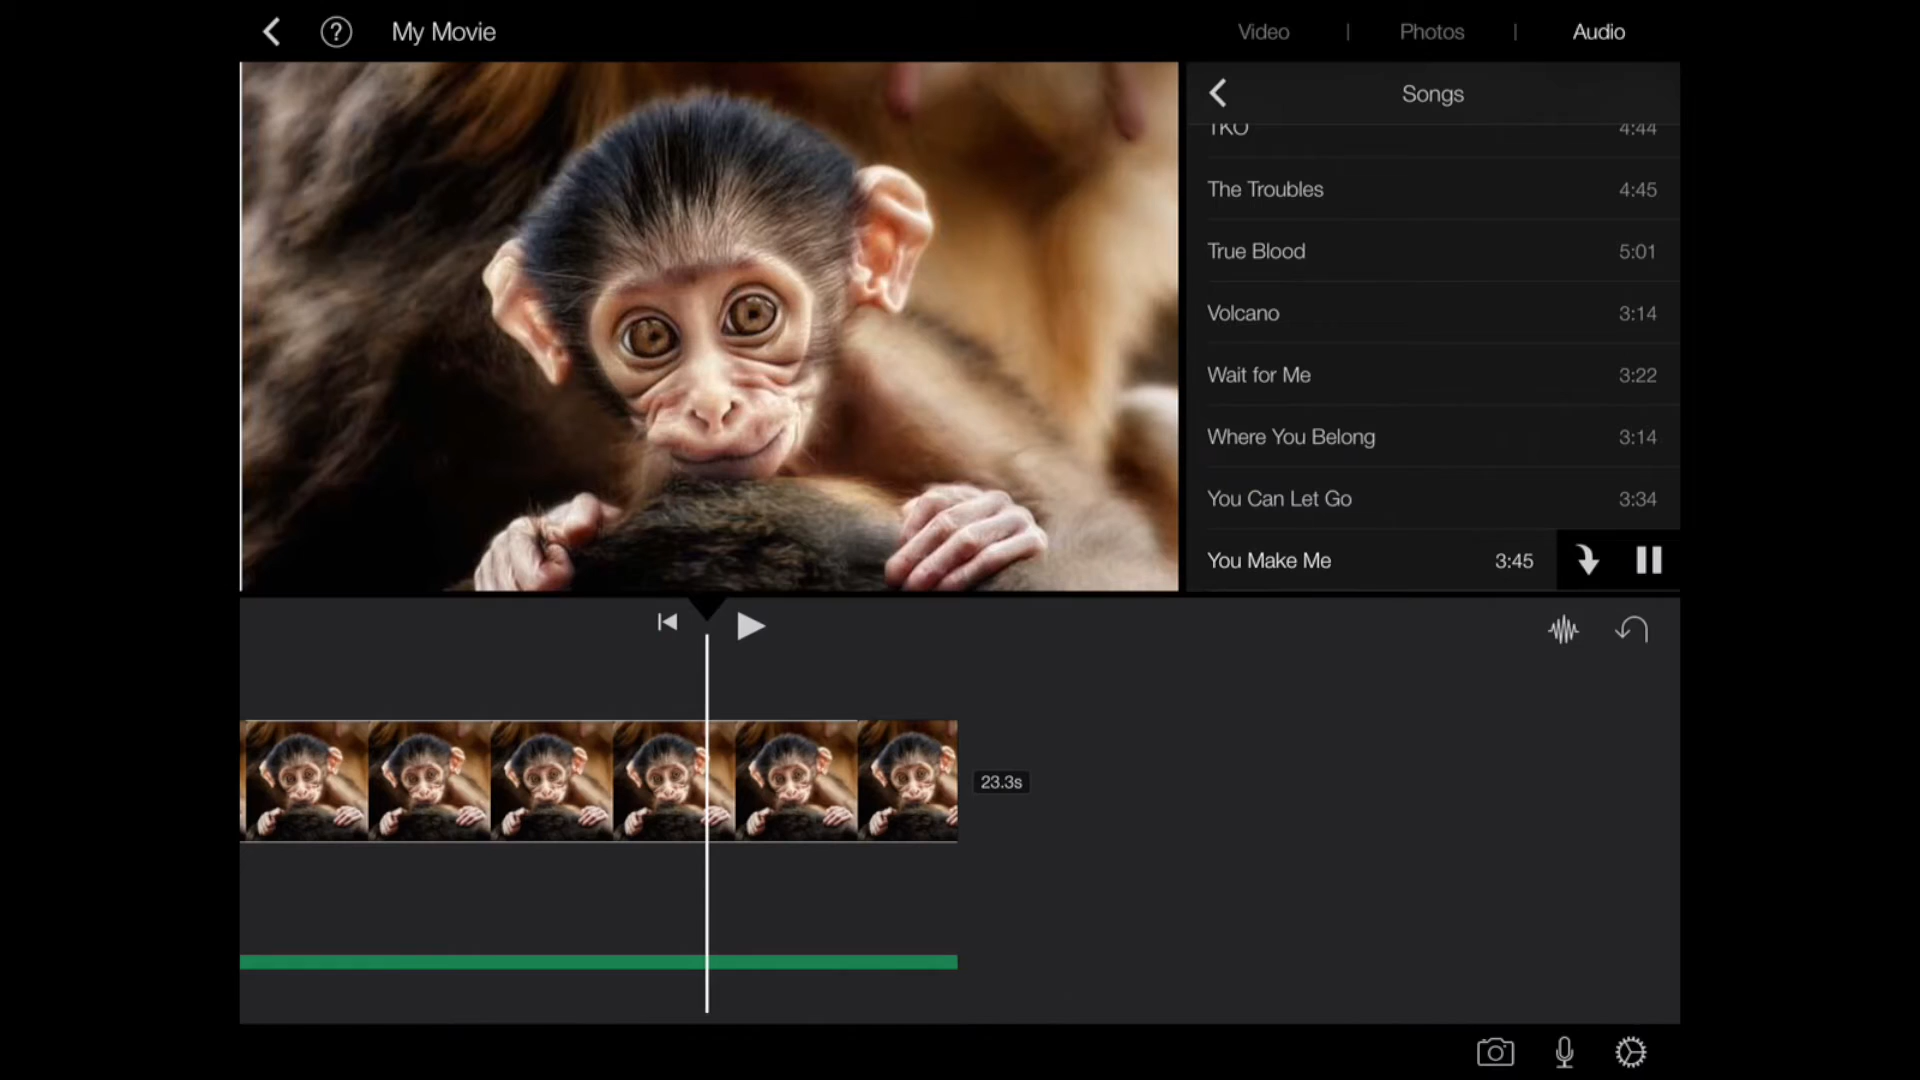 My Movie
Video | Photos | Audio
Songs
TKO 4:44
The Troubles 4:45
True Blood 5:01
Volcano 3:14
Wait for Me 3:22
Where You Belong 3:14
You Can Let Go 3:34
You Make Me 3:45
23.3s